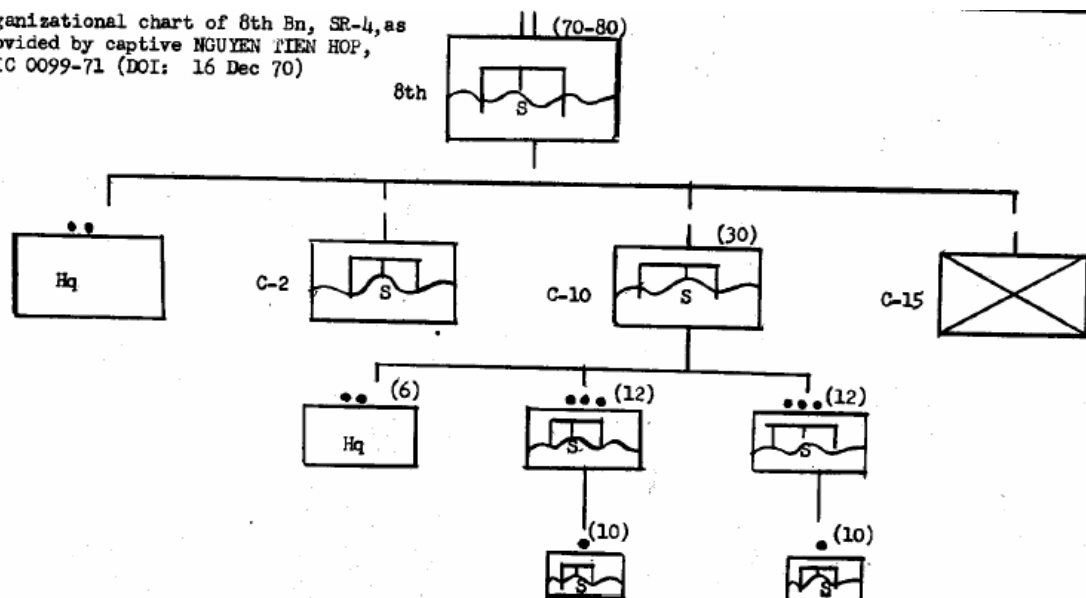 ganizational chart of 8th Bn, SR-4, as
ovided by captive NGUYEN TIEN HOP,
IC 0099-71 (DOI: 16 Dec 70)
(70-80)
8th
S
Hq
C-2
S
(30)
C-10
S
C-15
(6)
Hq
(12)
S
(12)
S
(10)
S
(10)
S